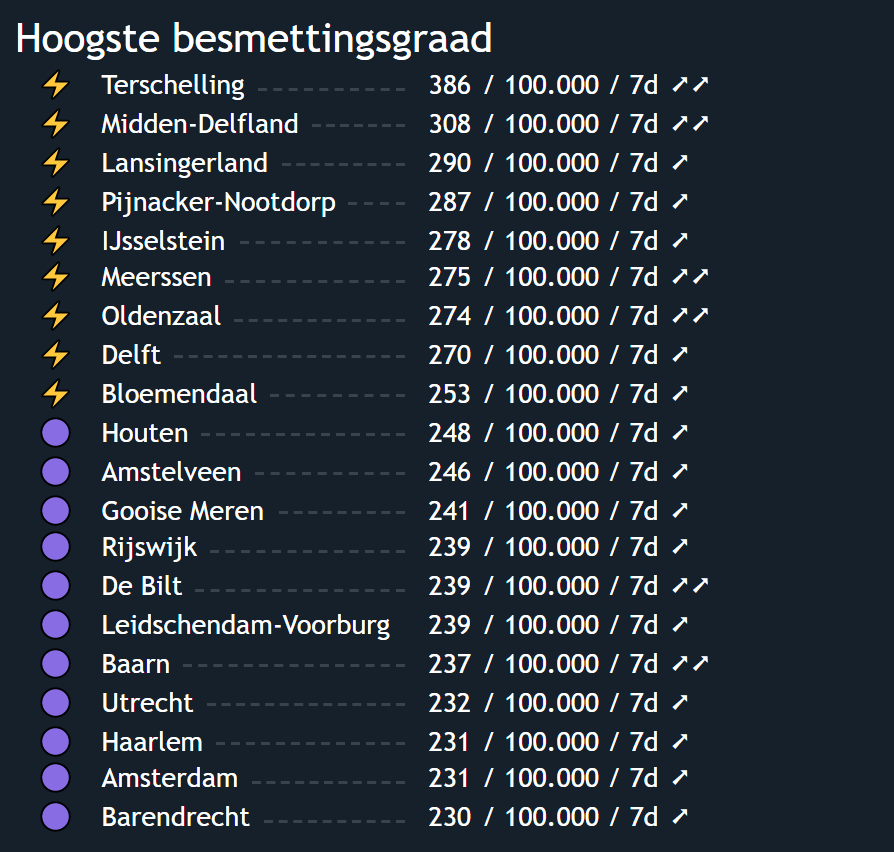 Hoogste besmettingsgraad
⚡ Terschelling 386 / 100.000 / 7d ➚➚
⚡ Midden-Delfland 308 / 100.000 / 7d ➚➚
⚡ Lansingerland 290 / 100.000 / 7d ➚
⚡ Pijnacker-Nootdorp 287 / 100.000 / 7d ➚
⚡ IJsselstein 278 / 100.000 / 7d ➚
⚡ Meerssen 275 / 100.000 / 7d ➚➚
⚡ Oldenzaal 274 / 100.000 / 7d ➚➚
⚡ Delft 270 / 100.000 / 7d ➚
⚡ Bloemendaal 253 / 100.000 / 7d ➚
🟣 Houten 248 / 100.000 / 7d ➚
🟣 Amstelveen 246 / 100.000 / 7d ➚
🟣 Gooise Meren 241 / 100.000 / 7d ➚
🟣 Rijswijk 239 / 100.000 / 7d ➚
🟣 De Bilt 239 / 100.000 / 7d ➚➚
🟣 Leidschendam-Voorburg 239 / 100.000 / 7d ➚
🟣 Baarn 237 / 100.000 / 7d ➚➚
🟣 Utrecht 232 / 100.000 / 7d ➚
🟣 Haarlem 231 / 100.000 / 7d ➚
🟣 Amsterdam 231 / 100.000 / 7d ➚
🟣 Barendrecht 230 / 100.000 / 7d ➚